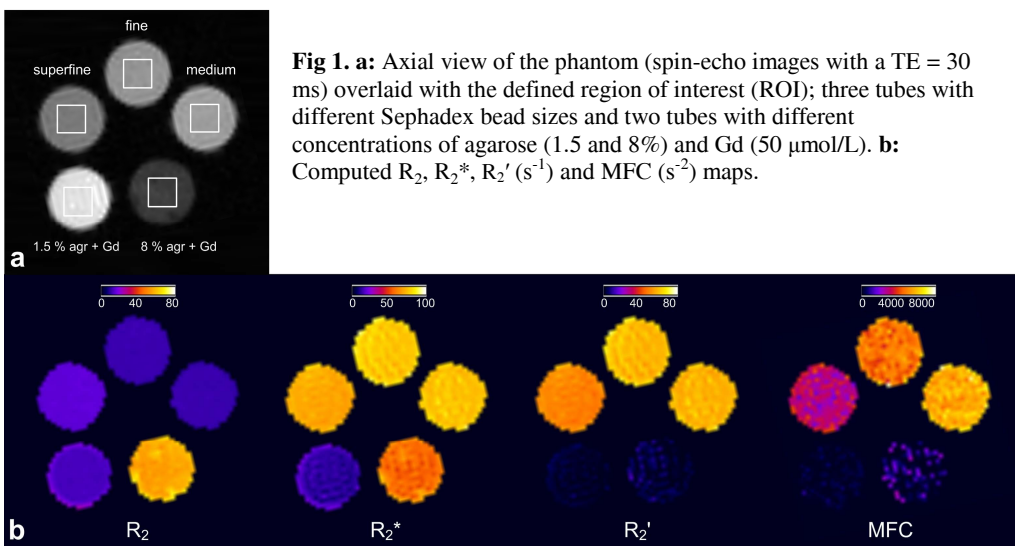 fine
superfine
medium
1.5 % agr + Gd
8 % agr + Gd
a
Fig 1. a: Axial view of the phantom (spin-echo images with a TE = 30
ms) overlaid with the defined region of interest (ROI); three tubes with
different Sephadex bead sizes and two tubes with different
concentrations of agarose (1.5 and 8%) and Gd (50 μmol/L). b:
Computed R₂, R₂*, R₂′ (s⁻¹) and MFC (s⁻²) maps.
0 40 80
0 50 100
0 40 80
0 4000 8000
b
R₂
R₂*
R₂'
MFC